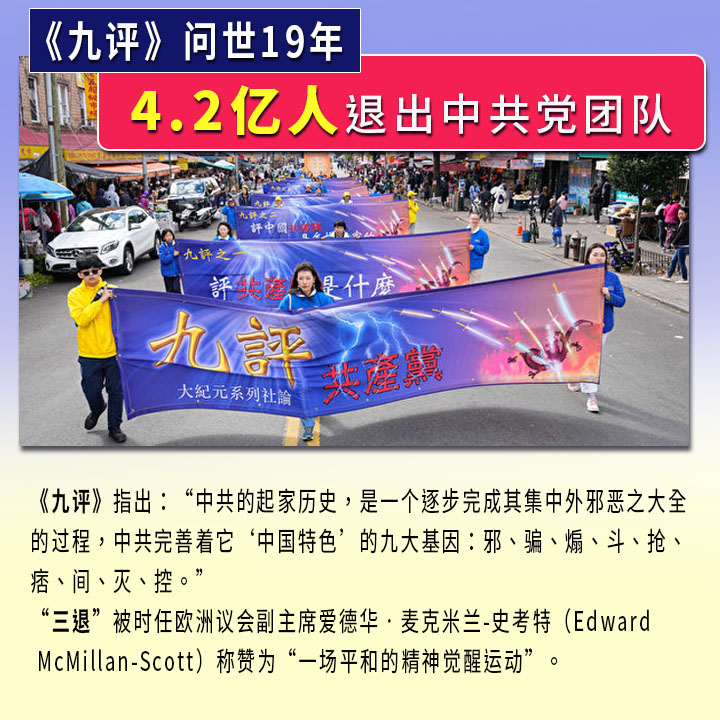 《九评》问世19年
4.2亿人退出中共党团队
九評之二
評中國共產黨
九評之一
評共產黨是什麼
九評
共產黨
大紀元系列社論
《九评》指出：“中共的起家历史，是一个逐步完成其集中外邪恶之大全
的过程，中共完善着它‘中国特色’的九大基因：邪、骗、煽、斗、抢、
痞、间、灭、控。”
“三退”被时任欧洲议会副主席爱德华·麦克米兰-史考特（Edward
McMillan-Scott）称赞为“一场平和的精神觉醒运动”。